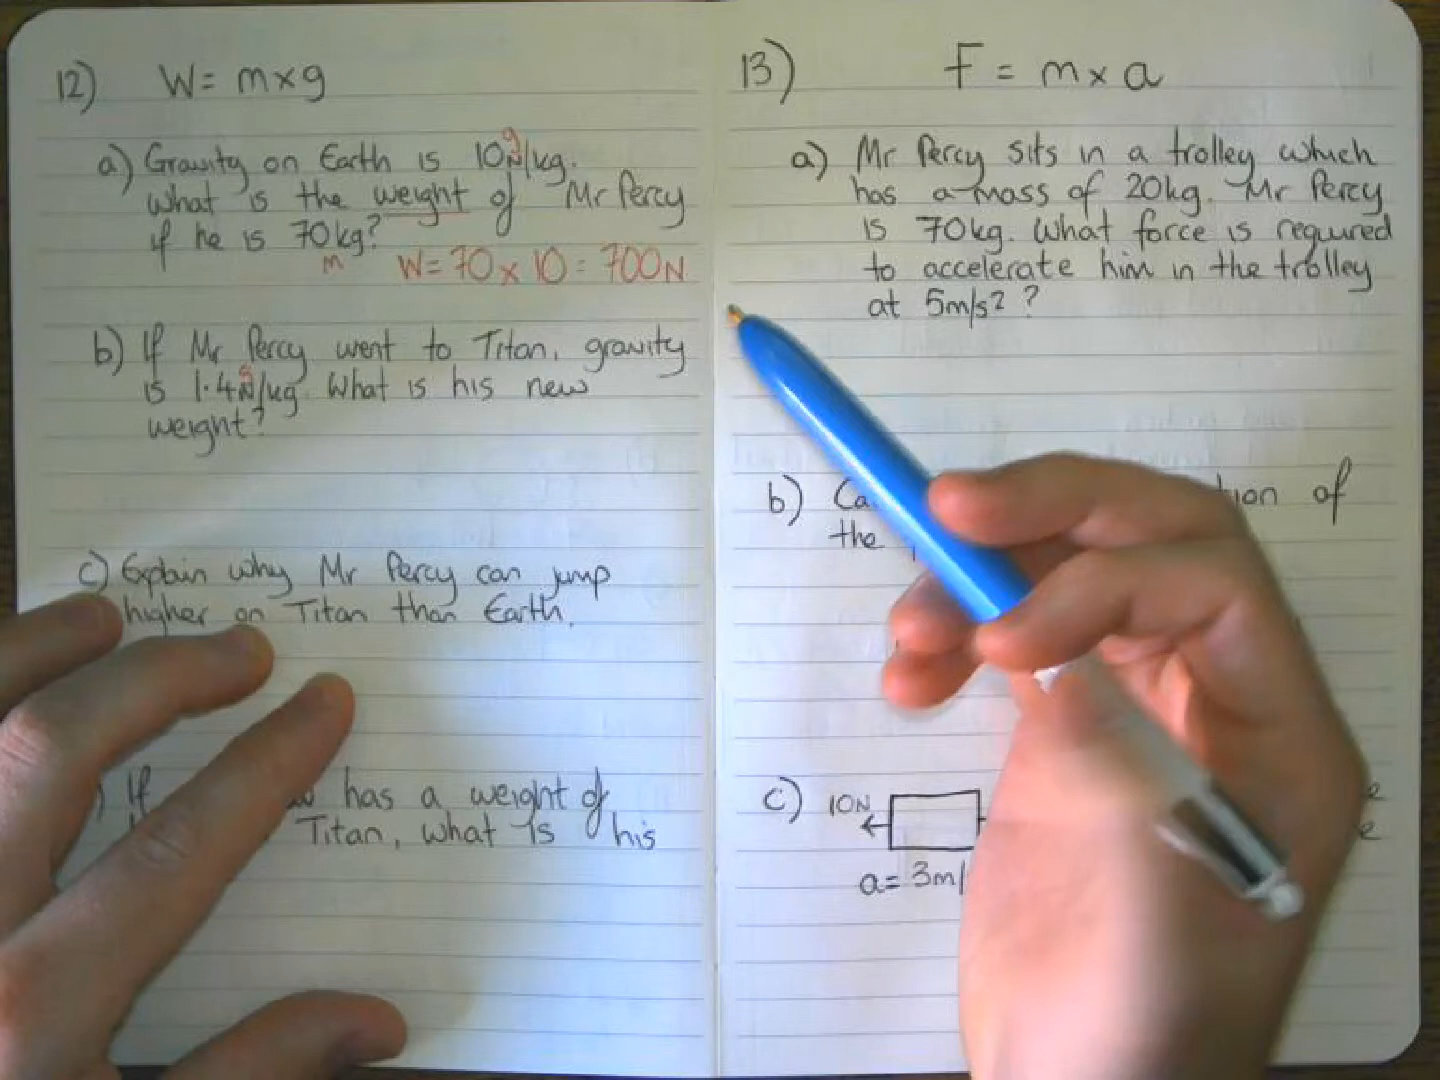 12) W = m x g
a) Gravity on Earth is 10N/kg.
g
What is the weight of Mr Percy
if he is 70kg?
m W = 70 x 10 = 700N
b) If Mr Percy went to Titan, gravity
g
is 1.4N/kg. What is his new
weight?
c) Explain why Mr Percy can jump
higher on Titan than Earth.
) If has a weight of
Titan, what is his
13) F = m x a
a) Mr Percy sits in a trolley which
has a mass of 20kg. Mr Percy
is 70kg. What force is required
to accelerate him in the trolley
at 5m/s² ?
b) of
the
c) 10N
a = 3m/